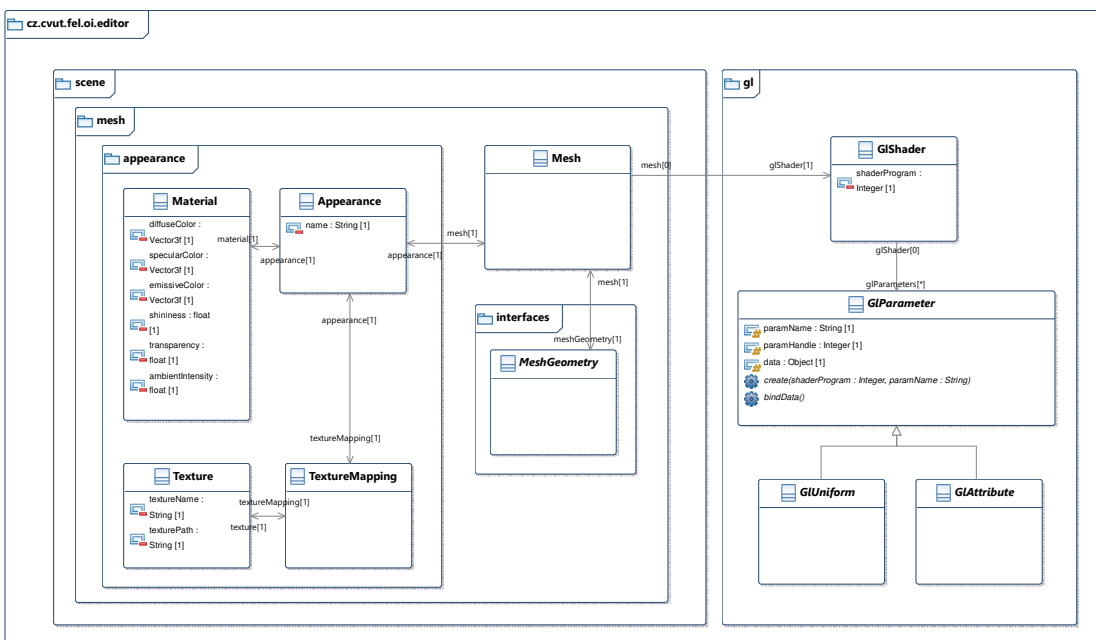 cz.cvut.fel.oi.editor
scene
mesh
appearance
Material
diffuseColor :
Vector3f [1]
specularColor :
Vector3f [1]
emissiveColor :
Vector3f [1]
shininess : float
[1]
transparency :
float [1]
ambientIntensity :
float [1]
material[1]
appearance[1]
Appearance
name : String [1]
mesh[1]
appearance[1]
appearance[1]
textureMapping[1]
Texture
textureName :
String [1]
texturePath :
String [1]
textureMapping[1]
texture[1]
TextureMapping
Mesh
mesh[1]
interfaces
meshGeometry[1]
MeshGeometry
mesh[0]
glShader[1]
gl
GlShader
shaderProgram :
Integer [1]
glShader[0]
glParameters[*]
GlParameter
paramName : String [1]
paramHandle : Integer [1]
data : Object [1]
create(shaderProgram : Integer, paramName : String)
bindData()
GlUniform
GlAttribute